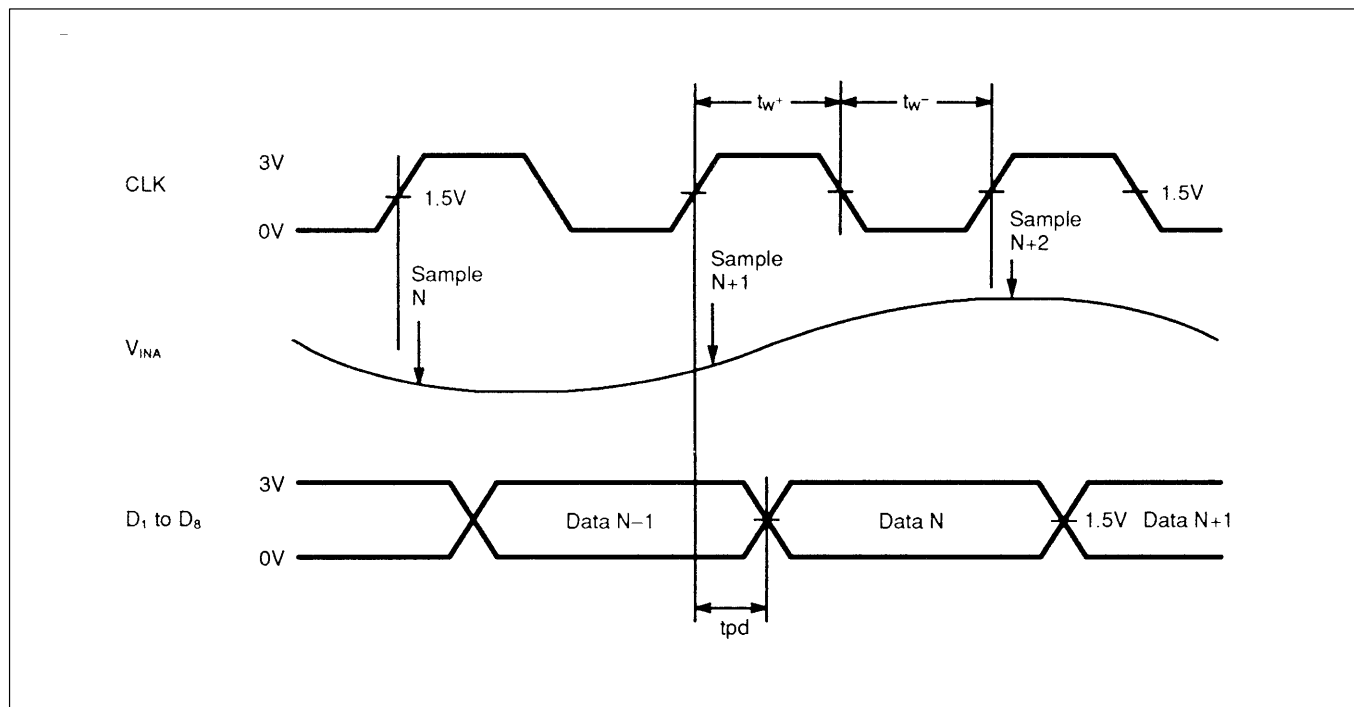 tw+
tw−
3V
CLK
1.5V
1.5V
0V
Sample
N
Sample
N+1
Sample
N+2
VINA
3V
D1 to D8
Data N−1
Data N
1.5V
Data N+1
0V
tpd